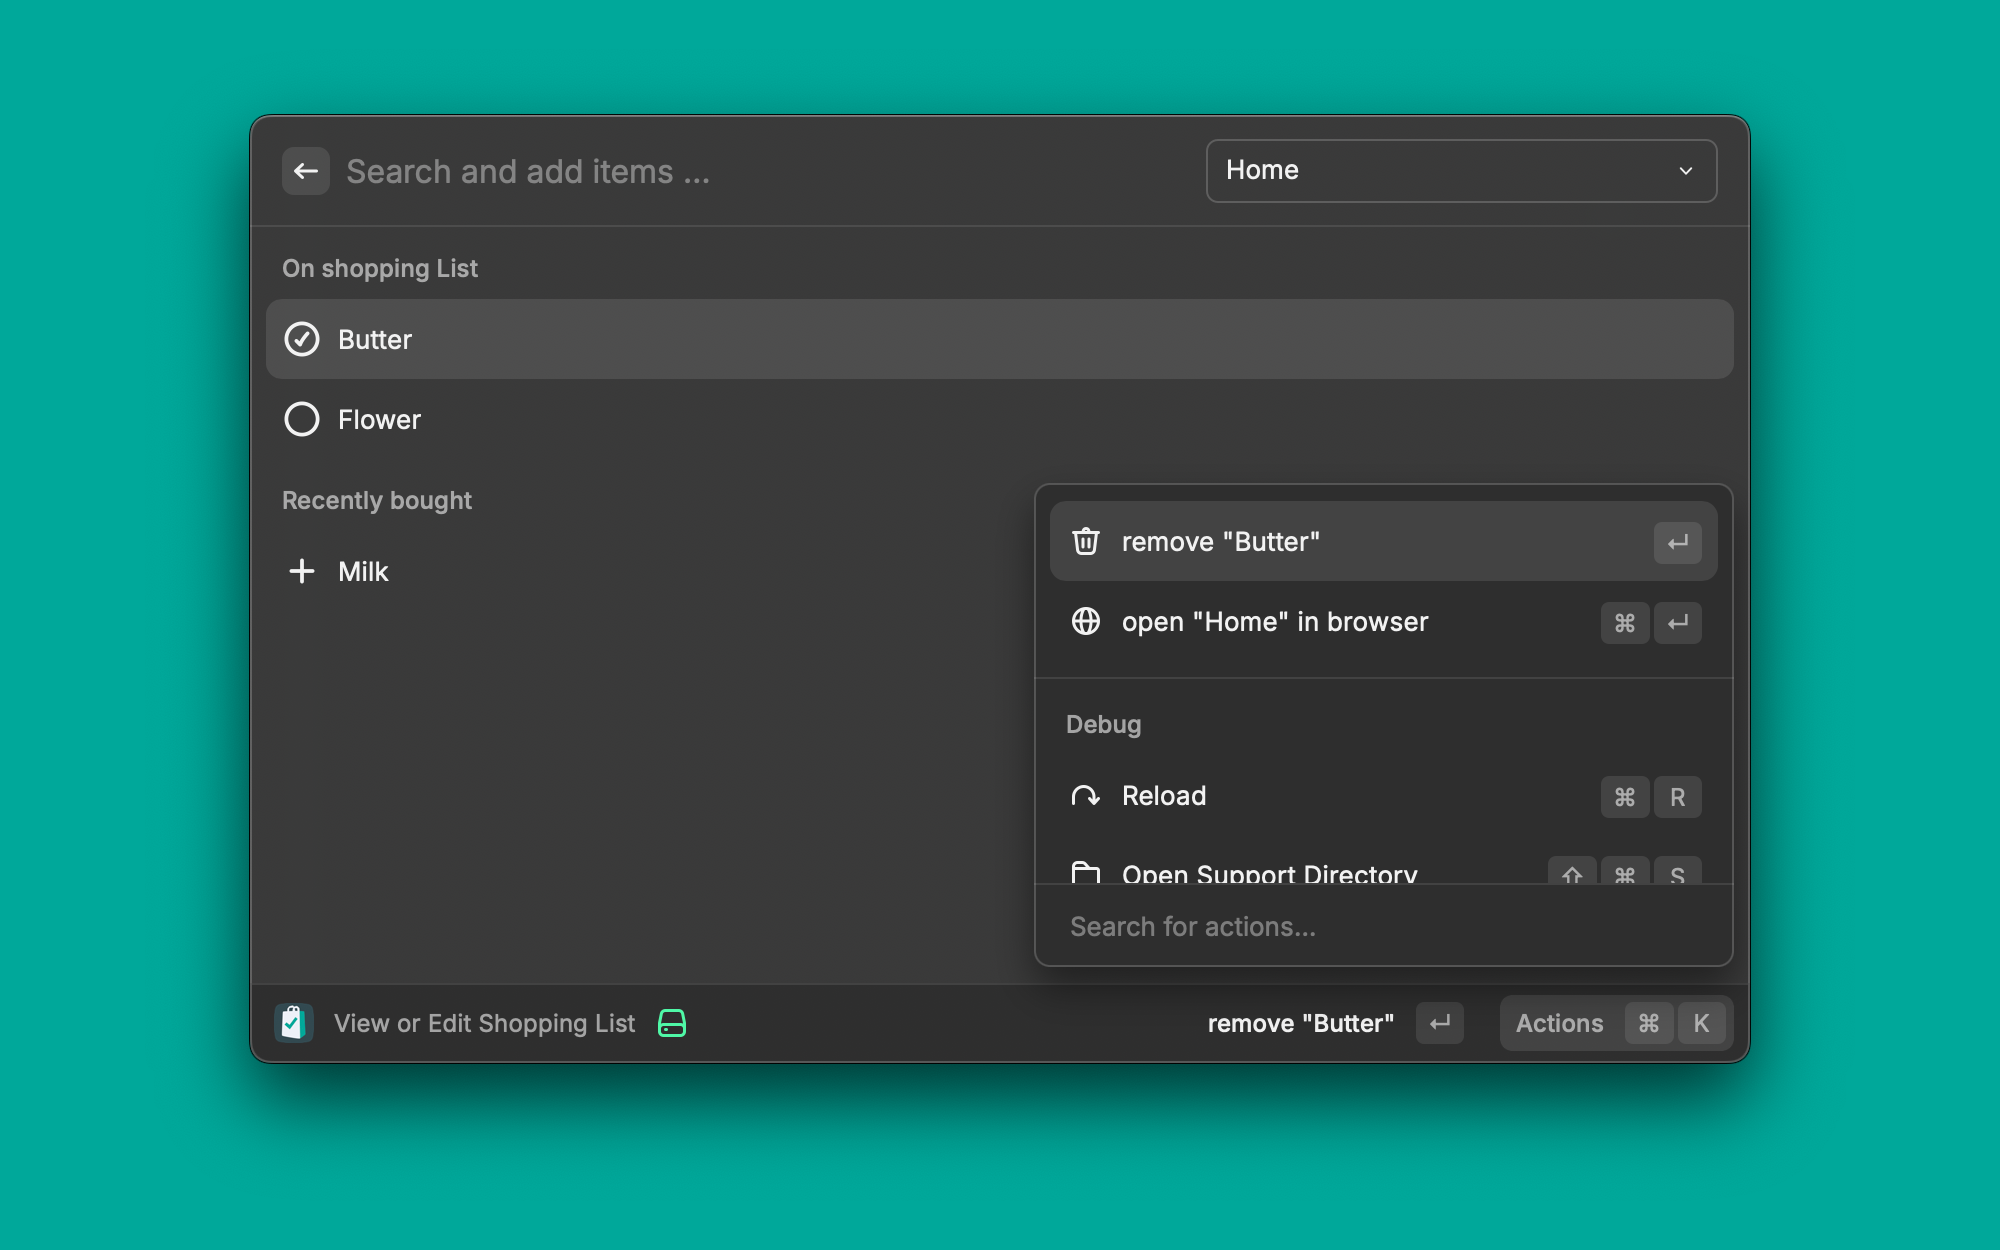 Search and add items ...
Home
On shopping List
Butter
Flower
Recently bought
Milk
remove "Butter"
open "Home" in browser ⌘
Debug
Reload ⌘ R
Open Support Directory ⇧ ⌘ S
Search for actions...
View or Edit Shopping List
remove "Butter"
Actions ⌘ K